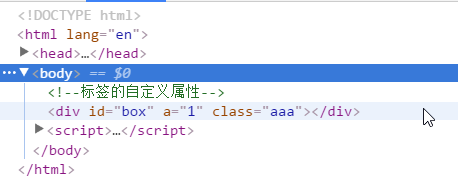 <!DOCTYPE html>
<html lang="en">
<head>…</head>
<body> == $0
<!--标签的自定义属性-->
<div id="box" a="1" class="aaa"></div>
<script>…</script>
</body>
</html>